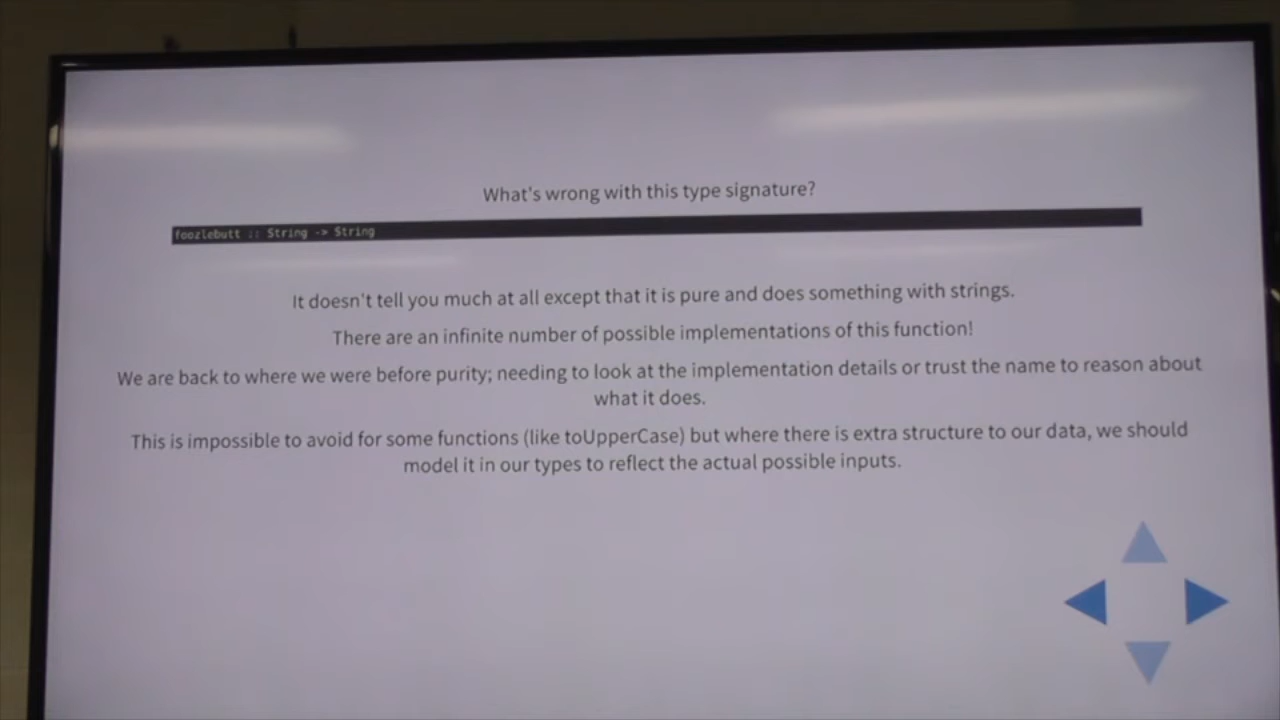 What's wrong with this type signature?
foozlebutt :: String -> String
It doesn't tell you much at all except that it is pure and does something with strings.
There are an infinite number of possible implementations of this function!
We are back to where we were before purity; needing to look at the implementation details or trust the name to reason about
what it does.
This is impossible to avoid for some functions (like toUpperCase) but where there is extra structure to our data, we should
model it in our types to reflect the actual possible inputs.